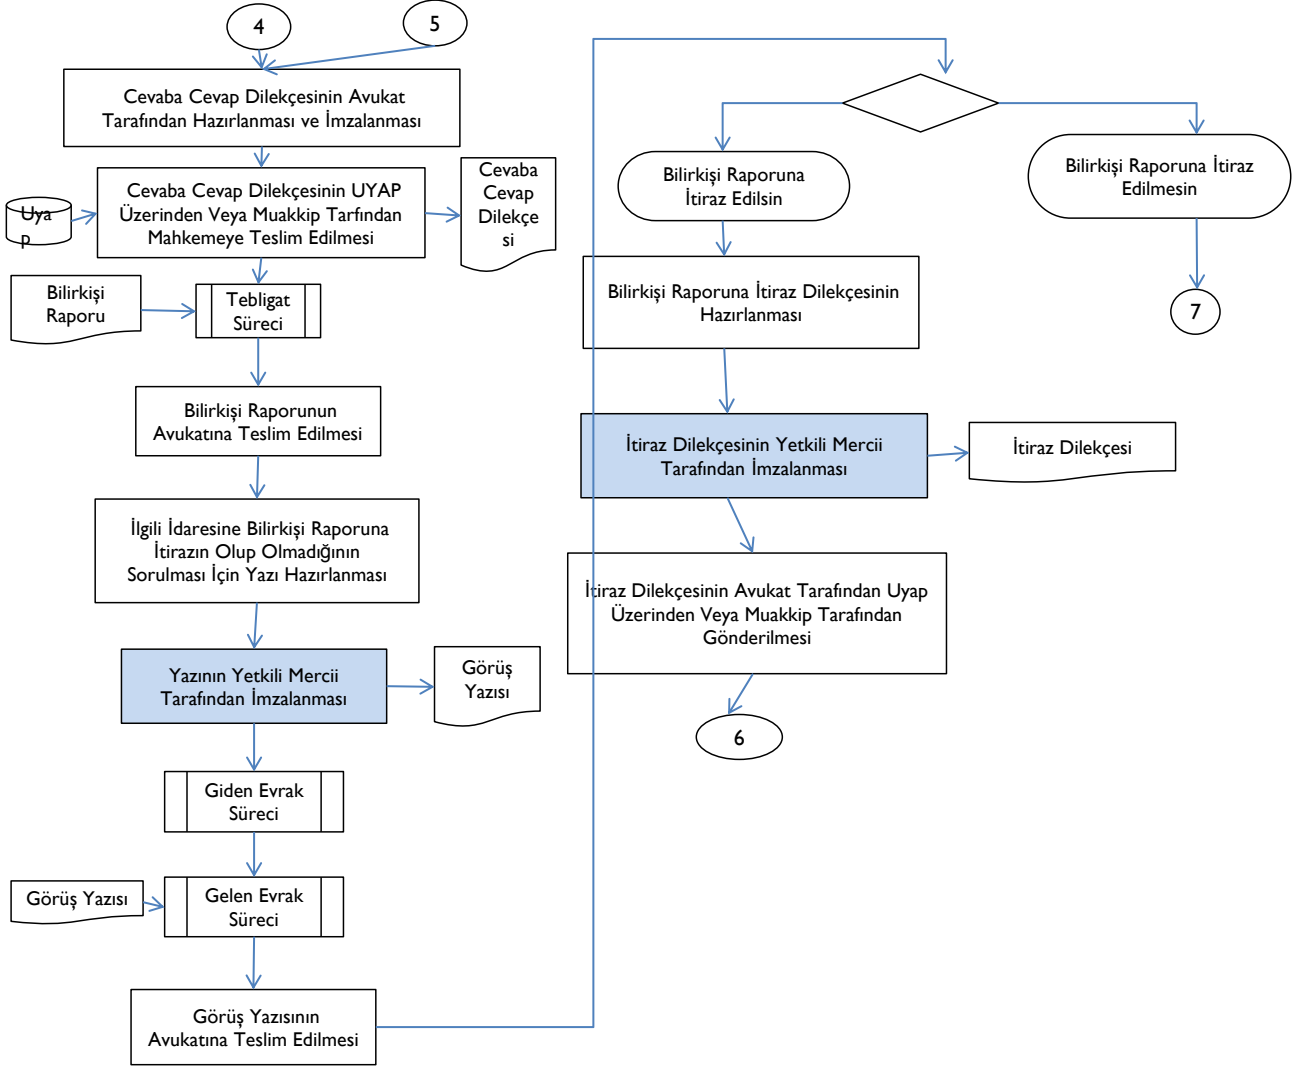 4
5
Cevaba Cevap Dilekçesinin Avukat
Tarafından Hazırlanması ve İmzalanması
Cevaba Cevap Dilekçesinin UYAP
Üzerinden Veya Muakkip Tarfından
Mahkemeye Teslim Edilmesi
Uya
p
Cevaba
Cevap
Dilekçe
si
Bilirkişi
Raporu
Tebligat
Süreci
Bilirkişi Raporunun
Avukatına Teslim Edilmesi
İlgili İdaresine Bilirkişi Raporuna
İtirazın Olup Olmadığının
Sorulması İçin Yazı Hazırlanması
Yazının Yetkili Mercii
Tarafından İmzalanması
Görüş
Yazısı
Giden Evrak
Süreci
Görüş Yazısı
Gelen Evrak
Süreci
Görüş Yazısının
Avukatına Teslim Edilmesi
Bilirkişi Raporuna
İtiraz Edilsin
Bilirkişi Raporuna İtiraz
Edilmesin
Bilirkişi Raporuna İtiraz Dilekçesinin
Hazırlanması
7
İtiraz Dilekçesinin Yetkili Mercii
Tarafından İmzalanması
İtiraz Dilekçesi
İtiraz Dilekçesinin Avukat Tarafından Uyap
Üzerinden Veya Muakkip Tarafından
Gönderilmesi
6